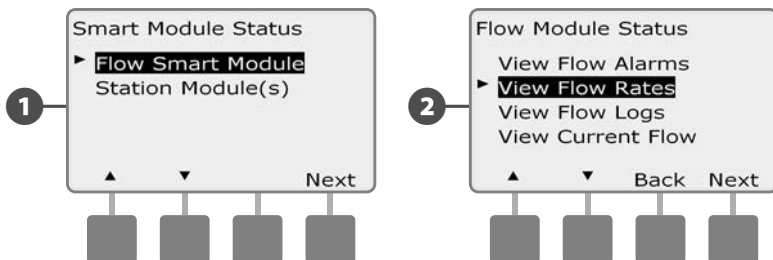 1
Smart Module Status
► Flow Smart Module
Station Module(s)
▲ ▼ Next
2
Flow Module Status
View Flow Alarms
► View Flow Rates
View Flow Logs
View Current Flow
▲ ▼ Back Next